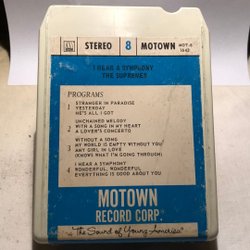 STEREO 8 MOTOWN MOT-8 1643
I HEAR A SYMPHONY
THE SUPREMES
PROGRAMS
STRANGER IN PARADISE
1 YESTERDAY
HE'S ALL I GOT
UNCHAINED MELODY
2 WITH A SONG IN MY HEART
A LOVER'S CONCERTO
WITHOUT A SONG
MY WORLD IS EMPTY WITHOUT YOU
3 ANY GIRL IN LOVE
(KNOWS WHAT I'M GOING THROUGH)
I HEAR A SYMPHONY
4 WONDERFUL, WONDERFUL
EVERYTHING IS GOOD ABOUT YOU
MOTOWN
RECORD CORP.
"The Sound of Young America"